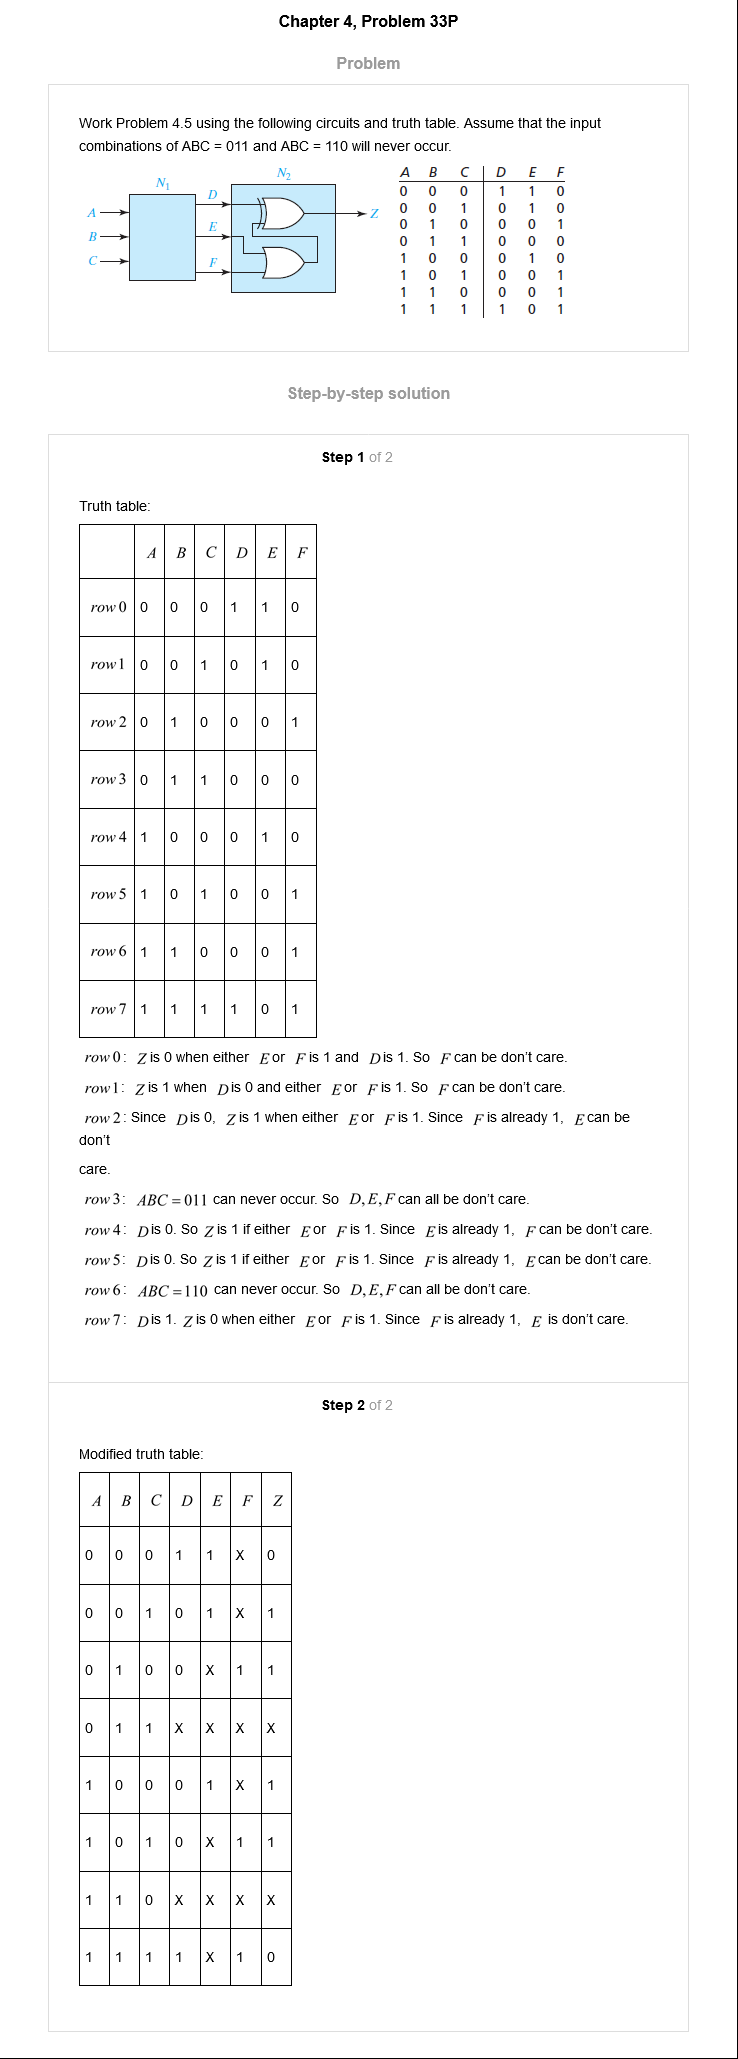 Chapter 4, Problem 33P
Problem
Work Problem 4.5 using the following circuits and truth table. Assume that the input
combinations of ABC = 011 and ABC = 110 will never occur.
N1 N2
A
B
C
D
E
F
Z
A B C D E F
0 0 0 1 1 0
0 0 1 0 1 0
0 1 0 0 0 1
0 1 1 0 0 0
1 0 0 0 1 0
1 0 1 0 0 1
1 1 0 0 0 1
1 1 1 1 0 1
Step-by-step solution
Step 1 of 2
Truth table:
A B C D E F
row 0 0 0 0 1 1 0
row 1 0 0 1 0 1 0
row 2 0 1 0 0 0 1
row 3 0 1 1 0 0 0
row 4 1 0 0 0 1 0
row 5 1 0 1 0 0 1
row 6 1 1 0 0 0 1
row 7 1 1 1 1 0 1
row 0: Z is 0 when either E or F is 1 and D is 1. So F can be don't care.
row 1: Z is 1 when D is 0 and either E or F is 1. So F can be don't care.
row 2: Since D is 0, Z is 1 when either E or F is 1. Since F is already 1, E can be
don't
care.
row 3: ABC = 011 can never occur. So D, E, F can all be don't care.
row 4: D is 0. So Z is 1 if either E or F is 1. Since E is already 1, F can be don't care.
row 5: D is 0. So Z is 1 if either E or F is 1. Since F is already 1, E can be don't care.
row 6: ABC = 110 can never occur. So D, E, F can all be don't care.
row 7: D is 1. Z is 0 when either E or F is 1. Since F is already 1, E is don't care.
Step 2 of 2
Modified truth table:
A B C D E F Z
0 0 0 1 1 X 0
0 0 1 0 1 X 1
0 1 0 0 X 1 1
0 1 1 X X X X
1 0 0 0 1 X 1
1 0 1 0 X 1 1
1 1 0 X X X X
1 1 1 1 X 1 0